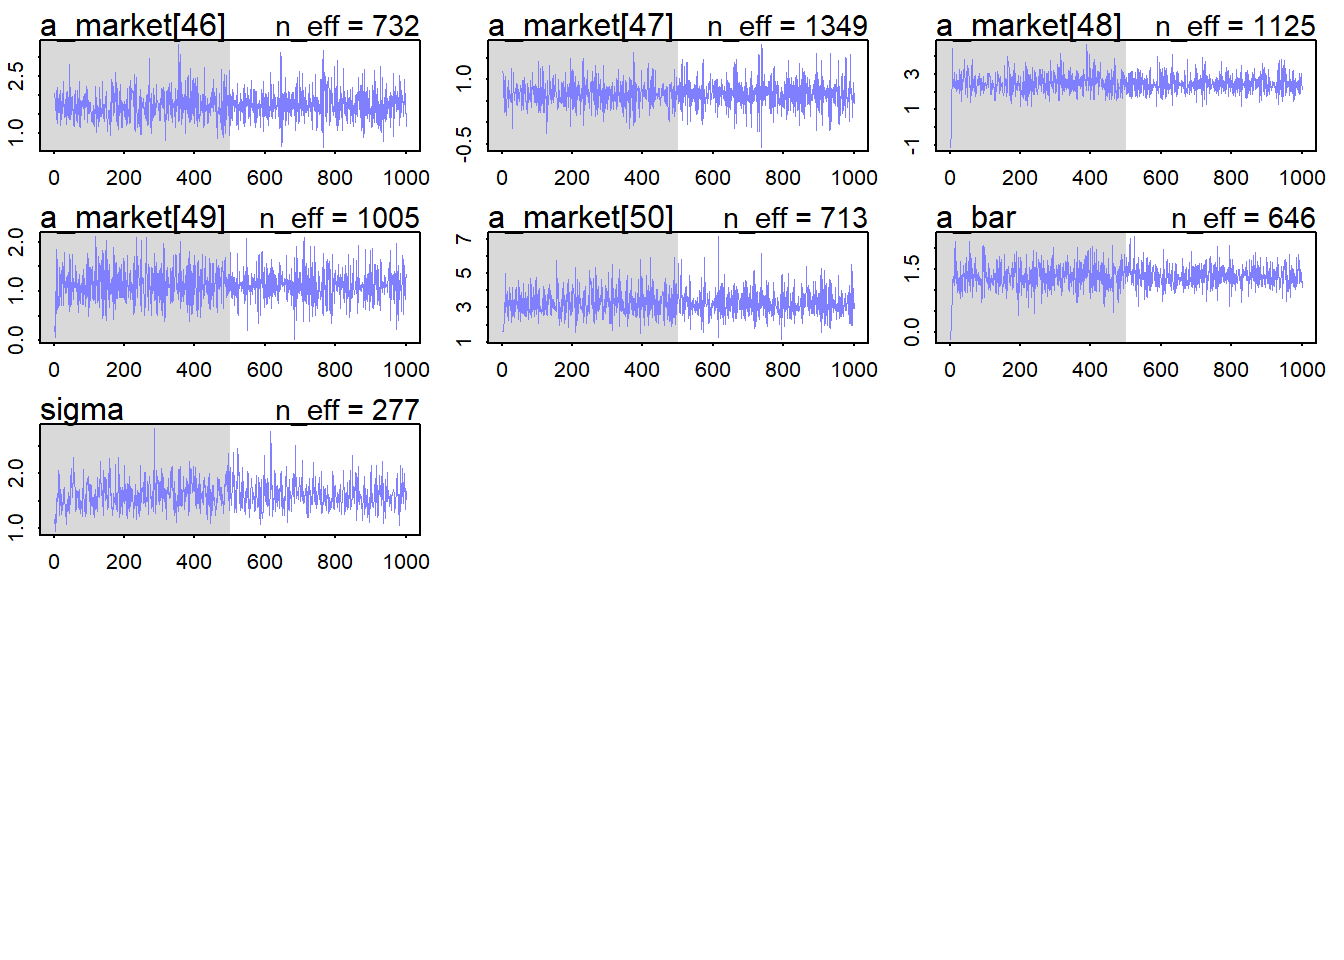 a_market[46] n_eff = 732
1.0 2.5
0 200 400 600 800 1000
a_market[47] n_eff = 1349
-0.5 1.0
0 200 400 600 800 1000
a_market[48] n_eff = 1125
-1 1 3
0 200 400 600 800 1000
a_market[49] n_eff = 1005
0.0 1.0 2.0
0 200 400 600 800 1000
a_market[50] n_eff = 713
1 3 5 7
0 200 400 600 800 1000
a_bar n_eff = 646
0.0 1.5
0 200 400 600 800 1000
sigma n_eff = 277
1.0 2.0
0 200 400 600 800 1000